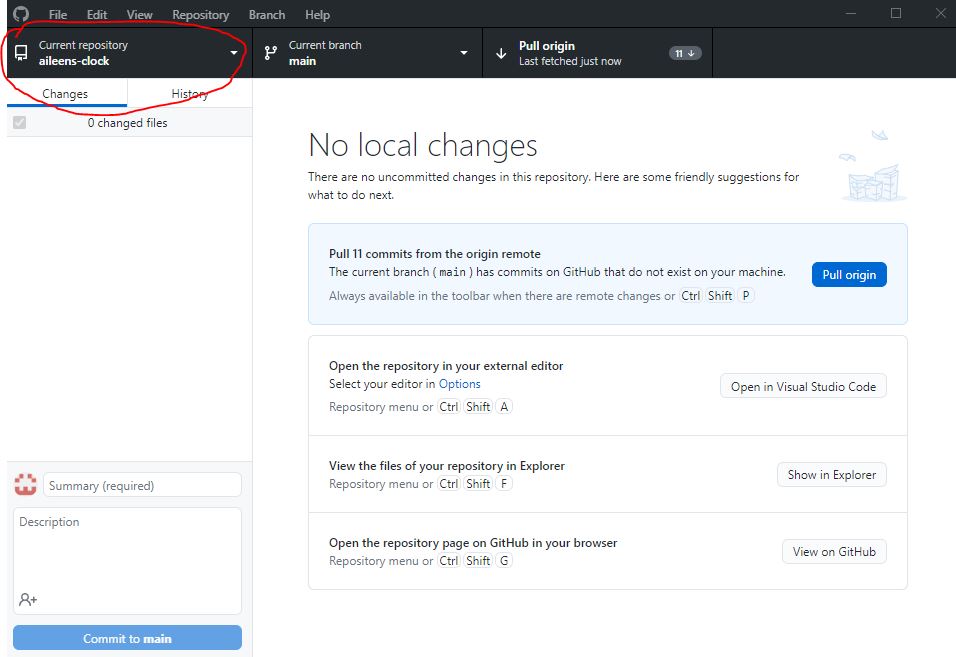 File Edit View Repository Branch Help
Current repository
aileens-clock
Current branch
main
Pull origin
Last fetched just now
11
Changes History
0 changed files
No local changes
There are no uncommitted changes in this repository. Here are some friendly suggestions for
what to do next.
Pull 11 commits from the origin remote
The current branch ( main ) has commits on GitHub that do not exist on your machine.
Always available in the toolbar when there are remote changes or Ctrl Shift P
Pull origin
Open the repository in your external editor
Select your editor in Options
Repository menu or Ctrl Shift A
Open in Visual Studio Code
View the files of your repository in Explorer
Repository menu or Ctrl Shift F
Show in Explorer
Open the repository page on GitHub in your browser
Repository menu or Ctrl Shift G
View on GitHub
Summary (required)
Description
Commit to main